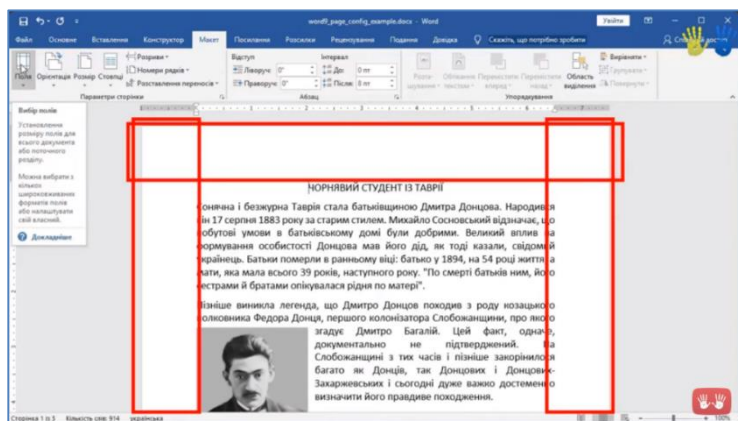 word9_page_config_example.docx - Word
Увійти
Файл Основне Вставлення Конструктор Макет Посилання Розсилки Рецензування Подання Довідка Скажіть, що потрібно зробити
Поля Орієнтація Розмір Стовпці
Розриви
Номери рядків
Розставлення переносів
Параметри сторінки
Відступ
Ліворуч: 0"
Праворуч: 0"
Інтервал
До: 0 пт
Після: 8 пт
Абзац
Область виділення
Вирівняти
Групувати
Повернути
Упорядкування
Вибір полів
Установлення розміру полів для всього документа або поточного розділу.
Можна вибрати з кількох широковживаних форматів полів або налаштувати свій власний.
Докладніше
ЧОРНЯВИЙ СТУДЕНТ ІЗ ТАВРІЇ
Сонячна і безжурна Таврія стала батьківщиною Дмитра Донцова. Народився
він 17 серпня 1883 року за старим стилем. Михайло Сосновський відзначає, що
побутові умови в батьківському домі були добрими. Великий вплив на
формування особистості Донцова мав його дід, як тоді казали, свідомий
українець. Батьки померли в ранньому віці: батько у 1894, на 54 році життя, а
мати, яка мала всього 39 років, наступного року. "По смерті батьків ним, його
сестрами й братами опікувалася рідня по матері".
Пізніше виникла легенда, що Дмитро Донцов походив з роду козацького
полковника Федора Донця, першого колонізатора Слобожанщини, про якого
згадує Дмитро Багалій. Цей факт, одначе,
документально не підтверджений. На
Слобожанщині з тих часів і пізніше закорінилося
багато як Донців, так Донцових і Донцових-
Захаржевських і сьогодні дуже важко достеменно
визначити його правдиве походження.
Сторінка 1 із 3 Кількість слів: 914 українська
100%